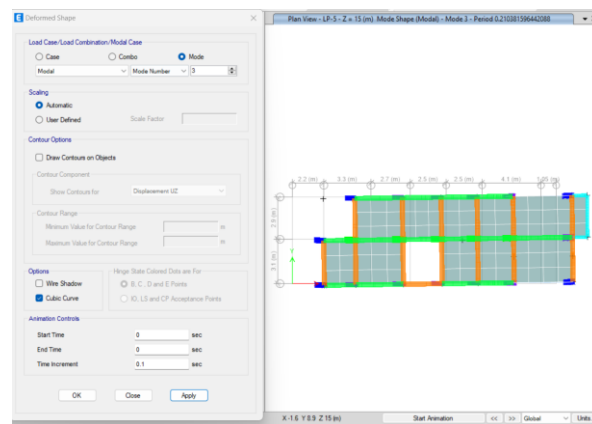 Deformed Shape
Load Case/Load Combination/Modal Case
Case
Combo
Mode
Modal
Mode Number
3
Scaling
Automatic
User Defined
Scale Factor
Contour Options
Draw Contours on Objects
Contour Component
Show Contours for
Displacement UZ
Contour Range
Minimum Value for Contour Range
m
Maximum Value for Contour Range
m
Options
Wire Shadow
Cubic Curve
Hinge State Colored Dots are For
B, C, D and E Points
IO, LS and CP Acceptance Points
Animation Controls
Start Time
0
sec
End Time
0
sec
Time Increment
0.1
sec
OK
Close
Apply
Plan View - LP-5 - Z = 15 (m) Mode Shape (Modal) - Mode 3 - Period 0.210381596442088
2.2 (m)
3.3 (m)
2.7 (m)
2.5 (m)
2.5 (m)
4.1 (m)
1.05 (m)
3.1 (m)
Y
X -1.6 Y 8.9 Z 15 (m)
Start Animation
<<
>>
Global
Units